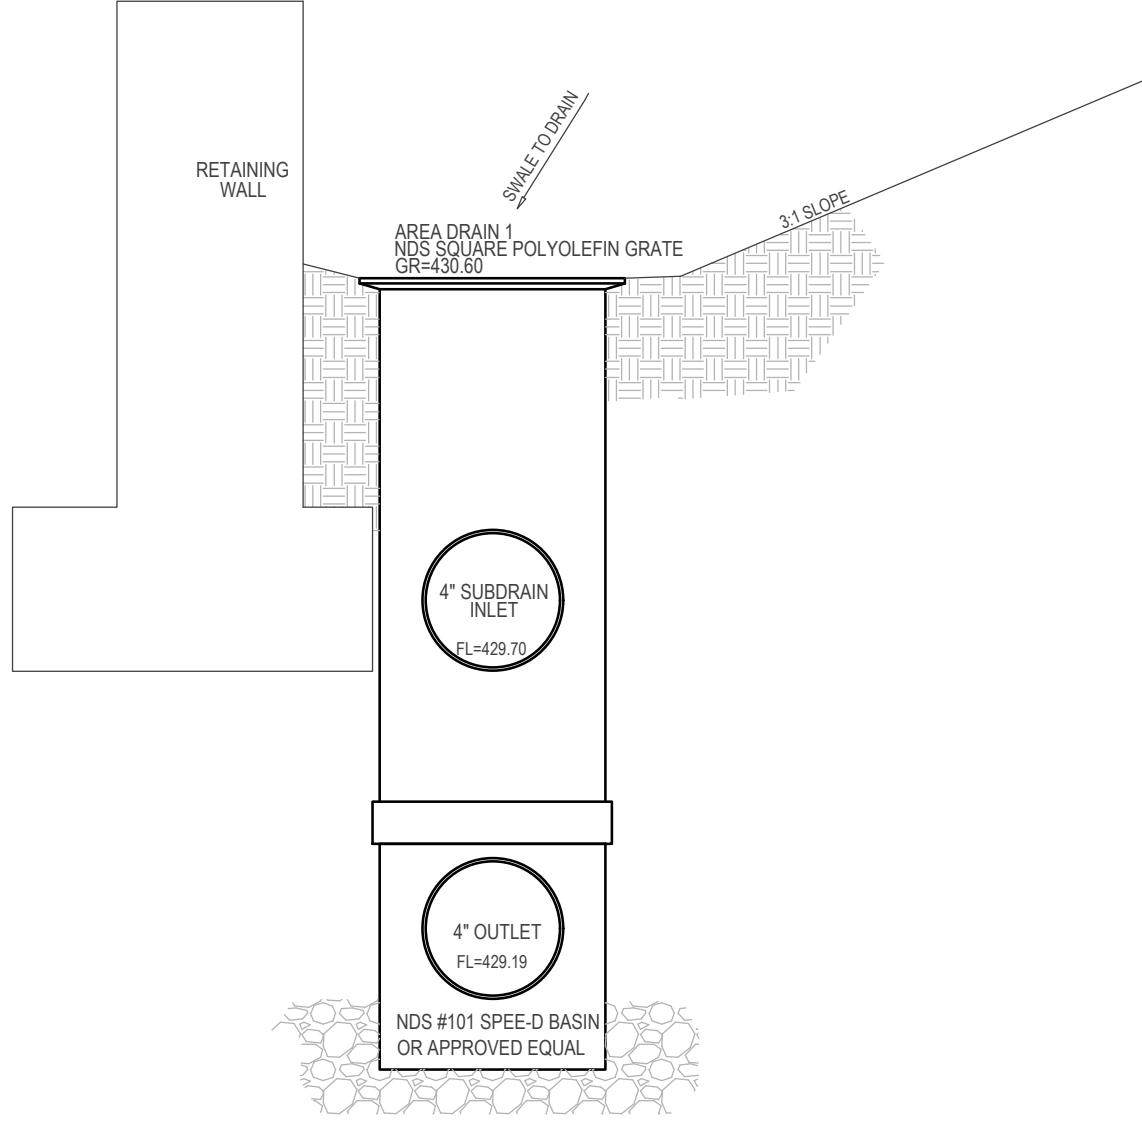 SWALE TO DRAIN
RETAINING
WALL
3:1 SLOPE
AREA DRAIN 1
NDS SQUARE POLYOLEFIN GRATE
GR=430.60
4" SUBDRAIN
INLET
FL=429.70
4" OUTLET
FL=429.19
NDS #101 SPEE-D BASIN
OR APPROVED EQUAL